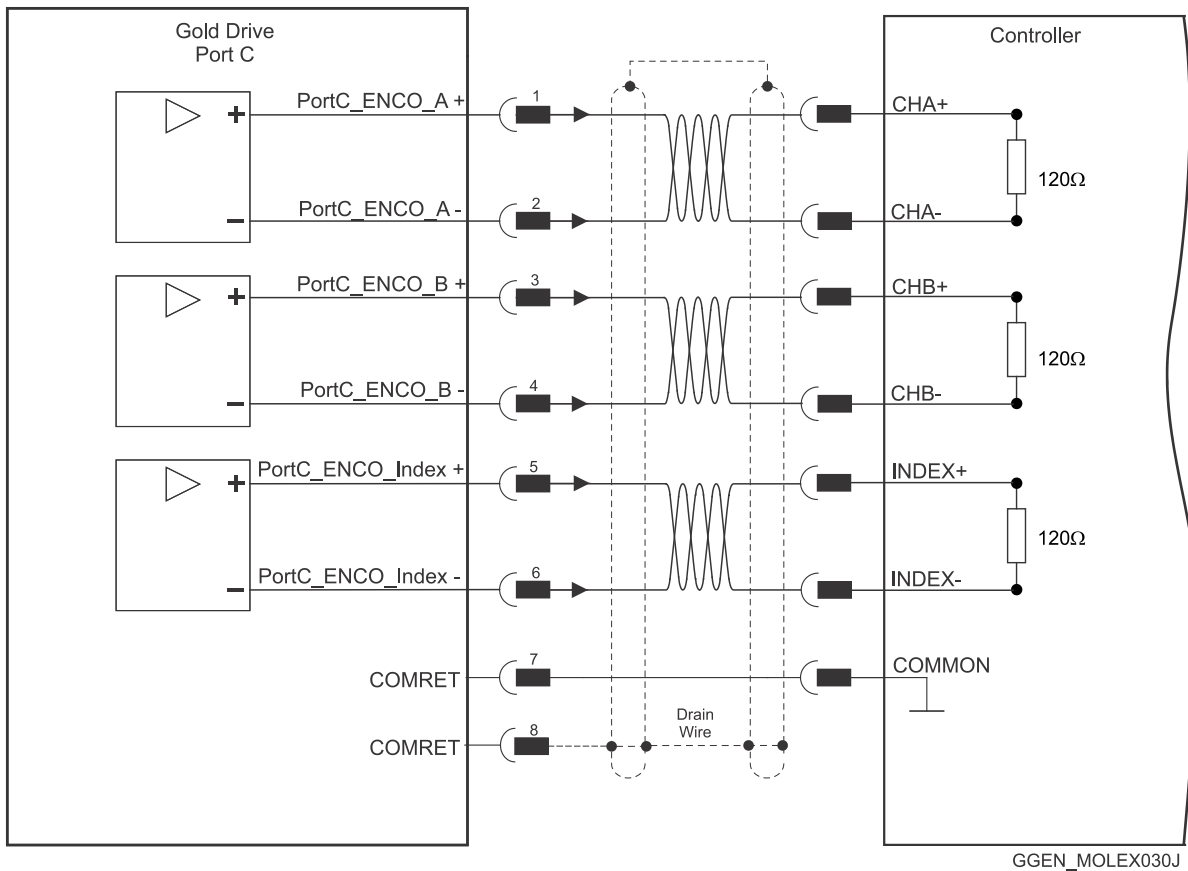 Gold Drive
Port C
Controller
PortC_ENCO_A +
1
CHA+
120Ω
PortC_ENCO_A -
2
CHA-
PortC_ENCO_B +
3
CHB+
120Ω
PortC_ENCO_B -
4
CHB-
PortC_ENCO_Index +
5
INDEX+
120Ω
PortC_ENCO_Index -
6
INDEX-
COMRET
7
COMMON
COMRET
8
Drain
Wire
GGEN_MOLEX030J